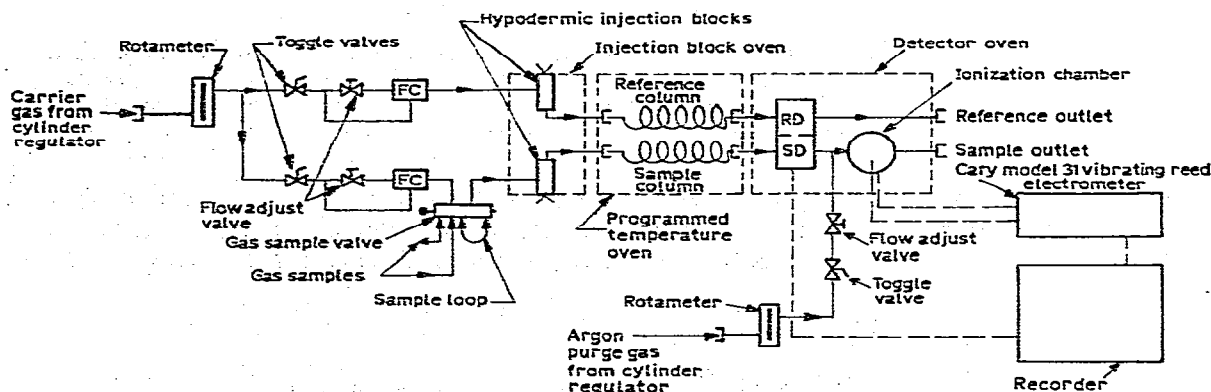 Hypodermic injection blocks
Rotameter
Toggle valves
Injection block oven
Detector oven
Ionization chamber
Carrier
gas from
cylinder
regulator
FC
Reference
column
RD
Reference outlet
SD
Sample outlet
Sample
column
Cary model 31 vibrating reed
electrometer
FC
Flow adjust
valve
Gas sample valve
Gas samples
Sample loop
Programmed
temperature
oven
Flow adjust
valve
Toggle
valve
Rotameter
Argon
purge gas
from cylinder
regulator
Recorder